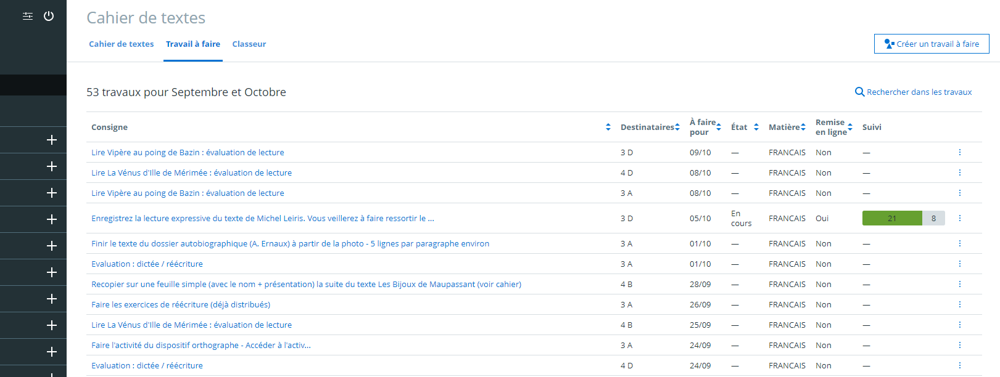 Cahier de textes
Cahier de textes Travail à faire Classeur
Créer un travail à faire
53 travaux pour Septembre et Octobre
Rechercher dans les travaux
Consigne Destinataires À faire pour État Matière Remise en ligne Suivi
Lire Vipère au poing de Bazin : évaluation de lecture 3 D 09/10 — FRANCAIS Non —
Lire La Vénus d'Ille de Mérimée : évaluation de lecture 4 D 08/10 — FRANCAIS Non —
Lire Vipère au poing de Bazin : évaluation de lecture 3 A 08/10 — FRANCAIS Non —
Enregistrez la lecture expressive du texte de Michel Leiris. Vous veillerez à faire ressortir le ... 3 D 05/10 En cours FRANCAIS Oui 21 8
Finir le texte du dossier autobiographique (A. Ernaux) à partir de la photo - 5 lignes par paragraphe environ 3 A 01/10 — FRANCAIS Non —
Evaluation : dictée / réécriture 3 A 01/10 — FRANCAIS Non —
Recopier sur une feuille simple (avec le nom + présentation) la suite du texte Les Bijoux de Maupassant (voir cahier) 4 B 28/09 — FRANCAIS Non —
Faire les exercices de réécriture (déjà distribués) 3 A 26/09 — FRANCAIS Non —
Lire La Vénus d'Ille de Mérimée : évaluation de lecture 4 B 25/09 — FRANCAIS Non —
Faire l'activité du dispositif orthographe - Accéder à l'activ... 3 A 24/09 — FRANCAIS Non —
Evaluation : dictée / réécriture 4 D 24/09 — FRANCAIS Non —